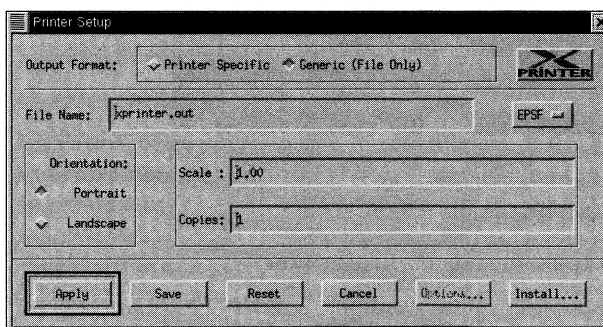 Printer Setup
Output Format: Printer Specific Generic (File Only)
X PRINTER
File Name: xprinter.out EPSF
Orientation:
Portrait
Landscape
Scale : 1.00
Copies: 1
Apply Save Reset Cancel Options... Install...